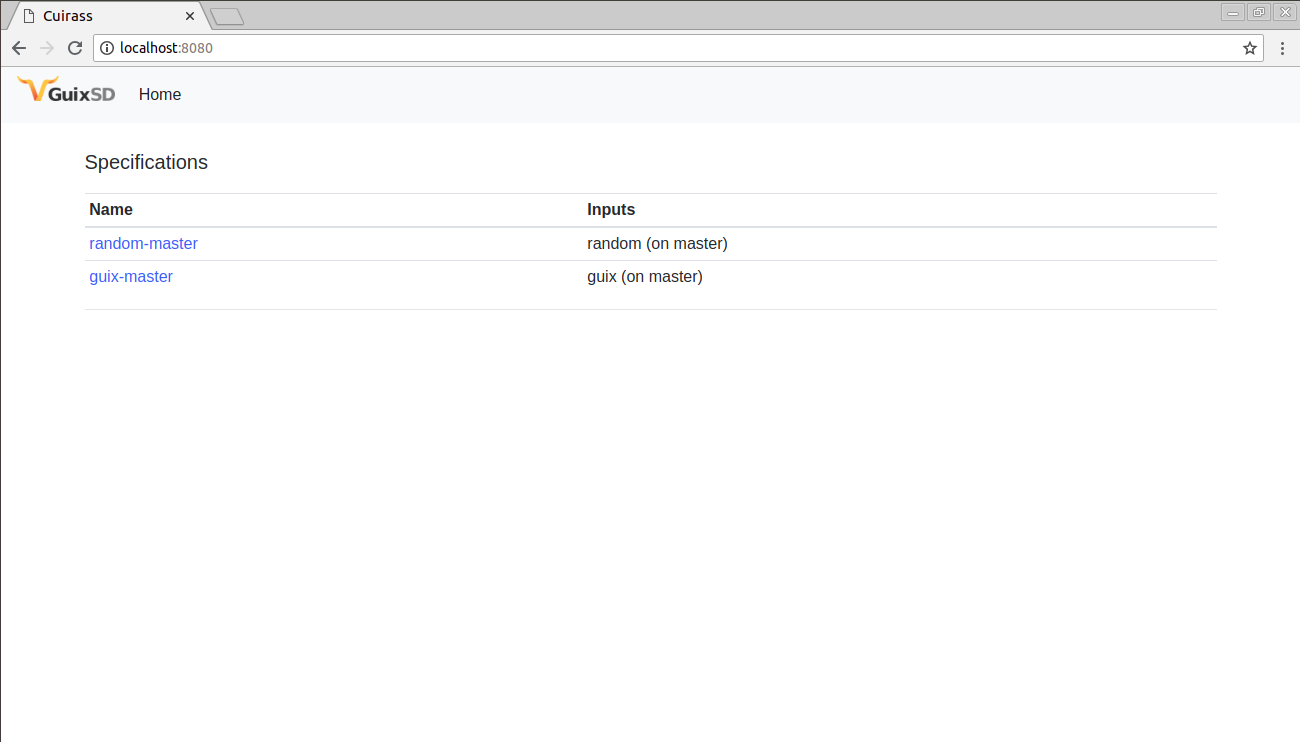 Cuirass
localhost:8080
GuixSD Home
Specifications
Name Inputs
random-master random (on master)
guix-master guix (on master)